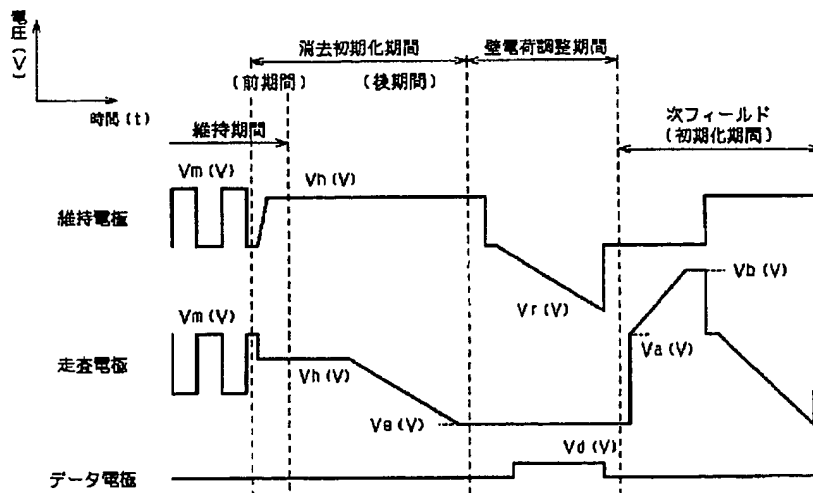 電圧(V)
時間(t)
消去初期化期間
壁電荷調整期間
(前期間)
(後期間)
維持期間
次フィールド
(初期化期間)
Vm(V)
Vh(V)
維持電極
Vr(V)
Vb(V)
Vm(V)
Va(V)
走査電極
Vh(V)
Ve(V)
Vd(V)
データ電極